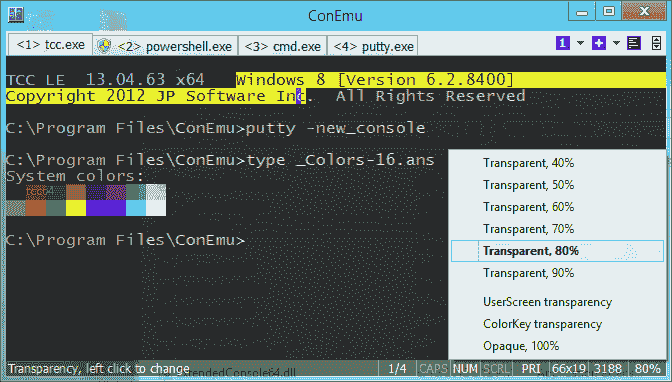 ConEmu
<1> tcc.exe <2> powershell.exe <3> cmd.exe <4> putty.exe 1
TCC LE 13.04.63 x64 Windows 8 [Version 6.2.8400]
Copyright 2012 JP Software Inc. All Rights Reserved
C:\Program Files\ConEmu>putty -new_console
C:\Program Files\ConEmu>type _Colors-16.ans
System colors:
C:\Program Files\ConEmu>
Transparent, 40%
Transparent, 50%
Transparent, 60%
Transparent, 70%
Transparent, 80%
Transparent, 90%
UserScreen transparency
ColorKey transparency
Opaque, 100%
Transparency, left click to change 1/4 CAPS NUM SCRL PRI 66x19 3188 80%
tendedConsole64.dll